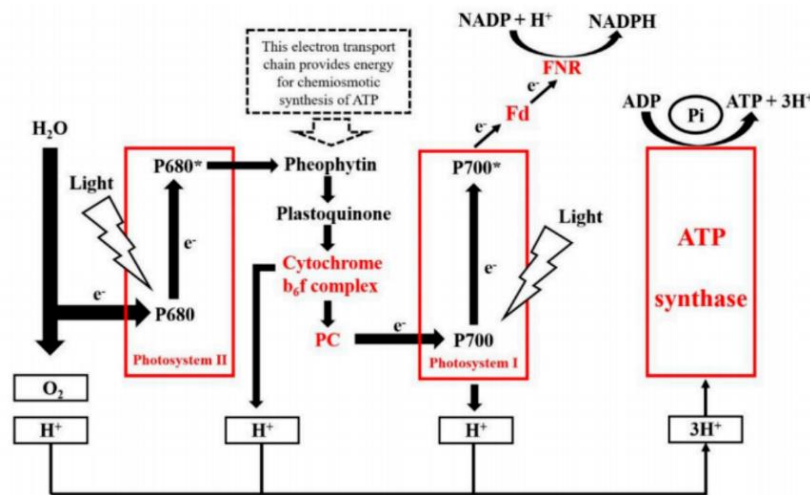 NADP + H⁺
NADPH
This electron transport
chain provides energy
for chemiosmotic
synthesis of ATP
FNR
e⁻
Fd
e⁻
ADP
Pi
ATP + 3H⁺
H₂O
P680*
Pheophytin
P700*
Light
Light
Plastoquinone
ATP
synthase
e⁻
Cytochrome
b₆f complex
e⁻
e⁻
P680
PC
e⁻
P700
Photosystem II
Photosystem I
O₂
H⁺
H⁺
H⁺
3H⁺